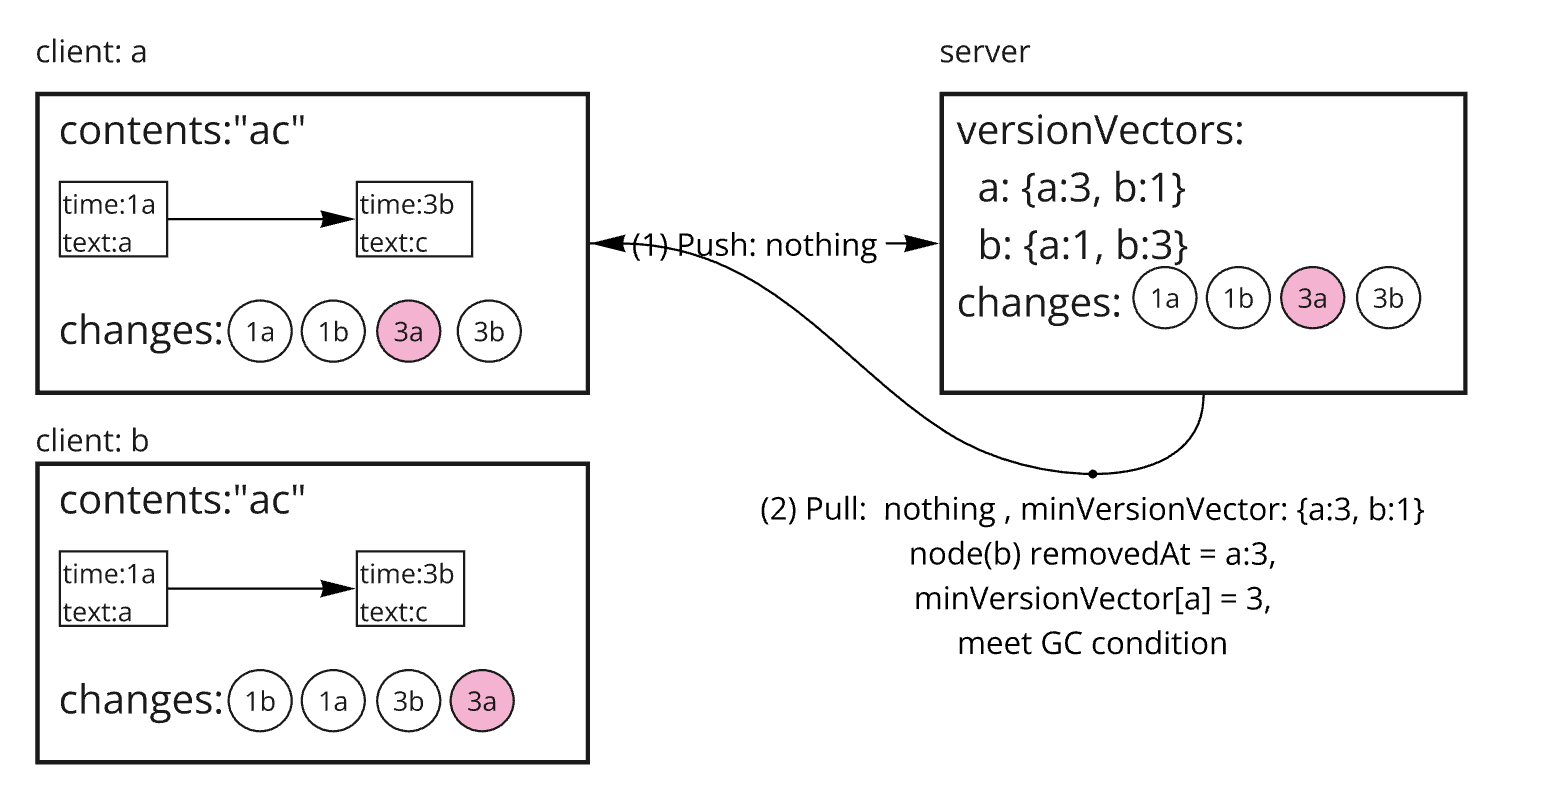 client: a
contents:"ac"
time:1a
text:a
time:3b
text:c
changes: 1a 1b 3a 3b
(1) Push: nothing
server
versionVectors:
a: {a:3, b:1}
b: {a:1, b:3}
changes: 1a 1b 3a 3b
(2) Pull: nothing , minVersionVector: {a:3, b:1}
node(b) removedAt = a:3,
minVersionVector[a] = 3,
meet GC condition
client: b
contents:"ac"
time:1a
text:a
time:3b
text:c
changes: 1b 1a 3b 3a